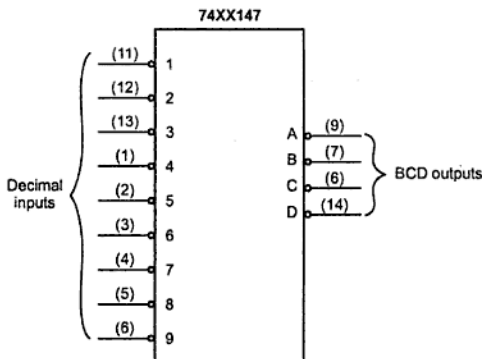 74XX147
(11) 1
(12) 2
(13) 3
(1) 4
(2) 5
(3) 6
(4) 7
(5) 8
(6) 9
Decimal
inputs
A (9)
B (7)
C (6)
D (14)
BCD outputs